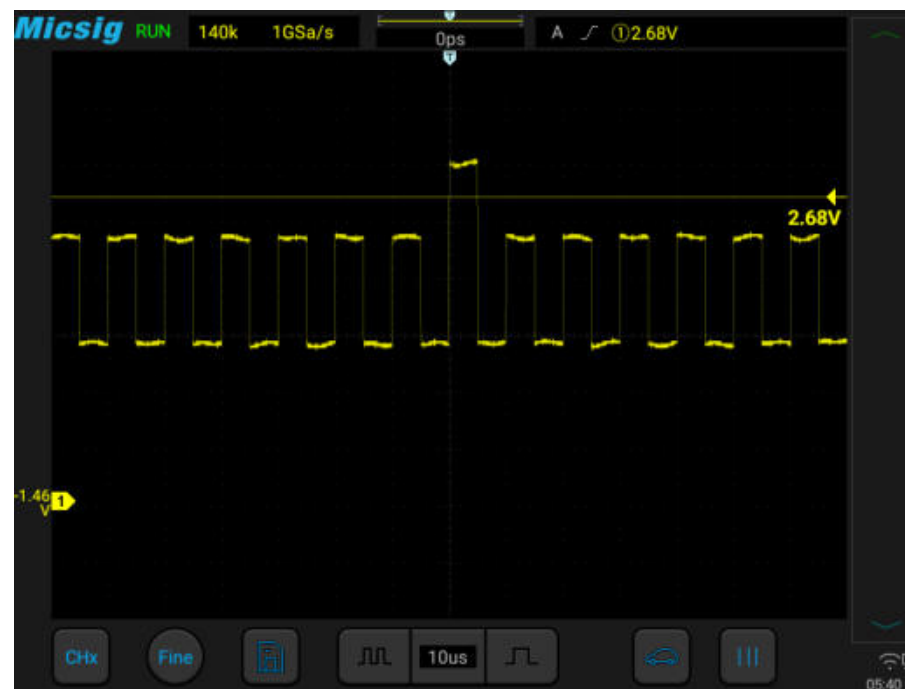 Micsig RUN 140k 1GSa/s 0ps A ①2.68V
T
2.68V
-1.46 V 1
CHx Fine 10us
05:40